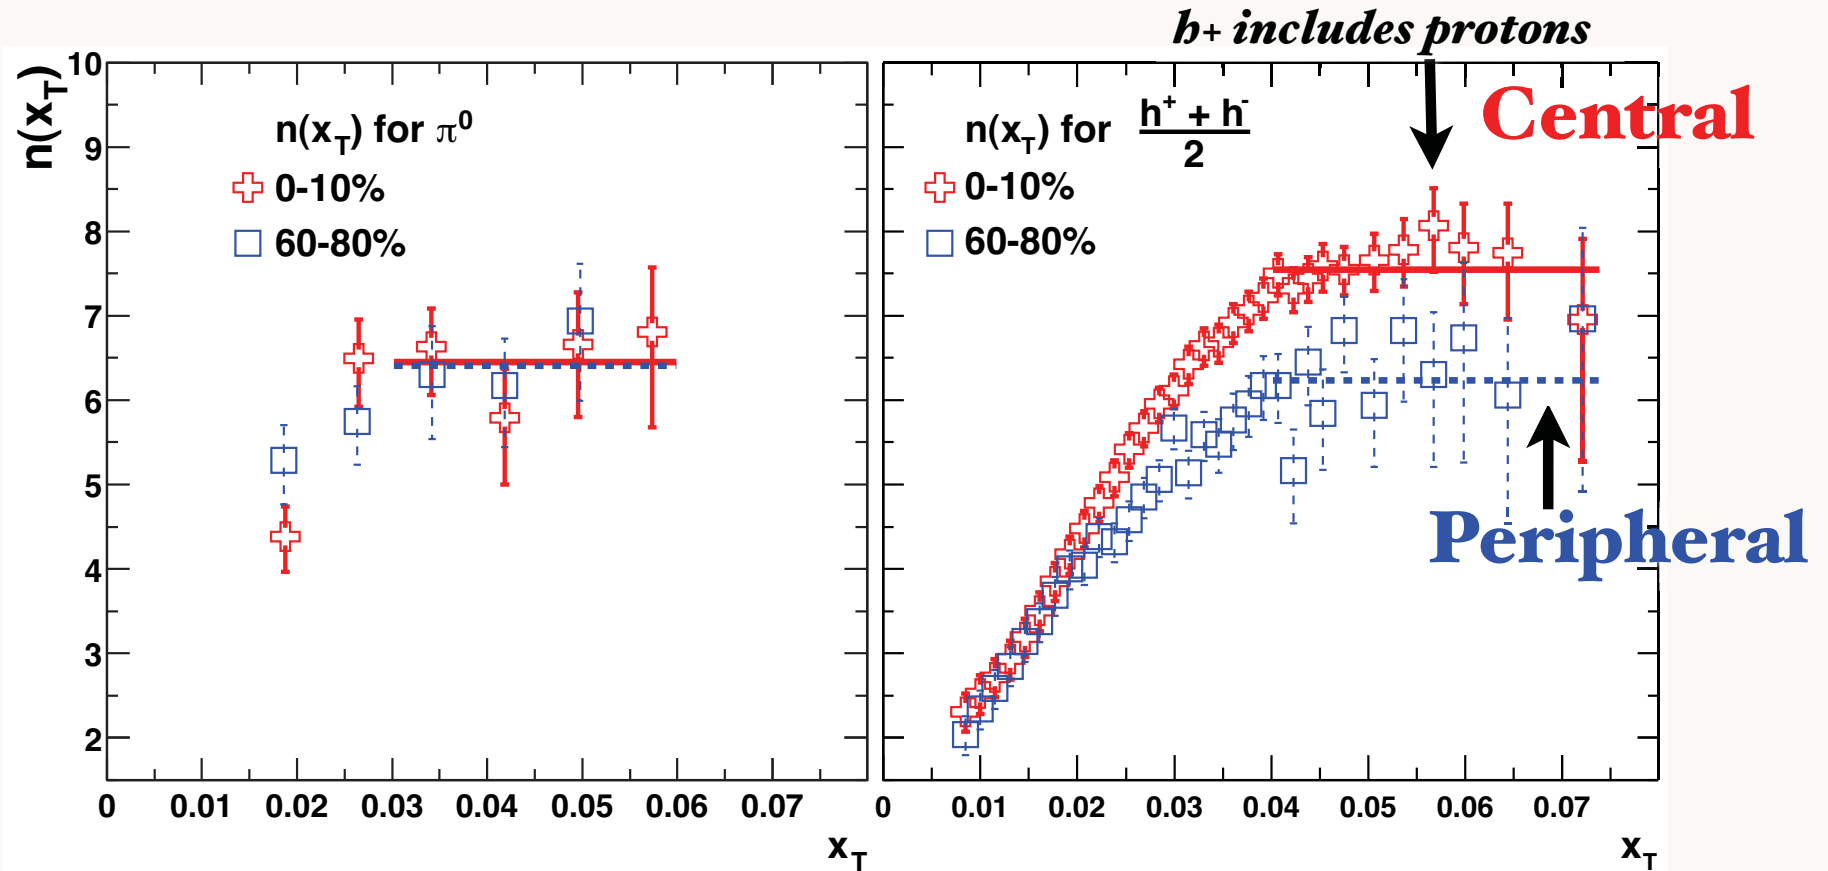 h+ includes protons
Central
Peripheral
n(x_T)
10
9
8
7
6
5
4
3
2
n(x_T) for π⁰
0-10%
60-80%
0 0.01 0.02 0.03 0.04 0.05 0.06 0.07
x_T
n(x_T) for h⁺ + h⁻
2
0-10%
60-80%
0 0.01 0.02 0.03 0.04 0.05 0.06 0.07
x_T